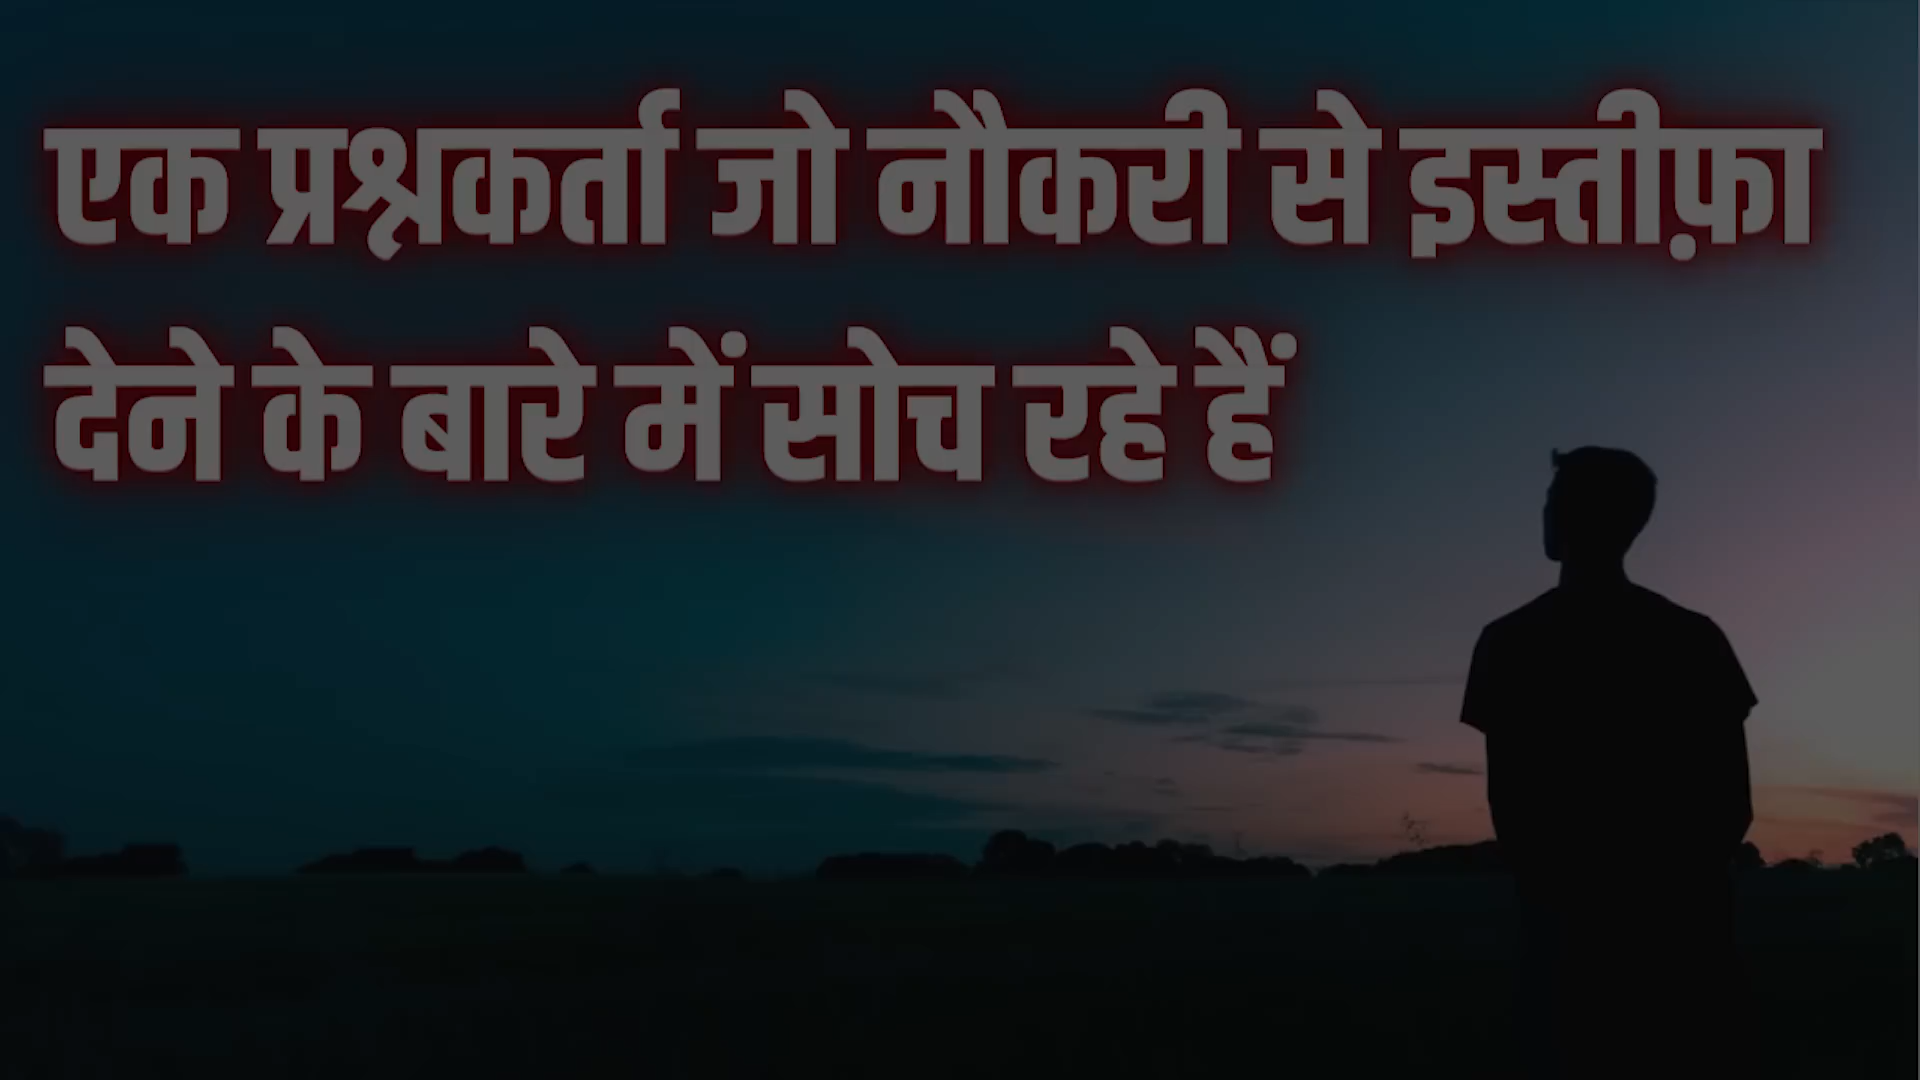 एक प्रश्नकर्ता जो नौकरी से इस्तीफ़ा
देने के बारे में सोच रहे हैं